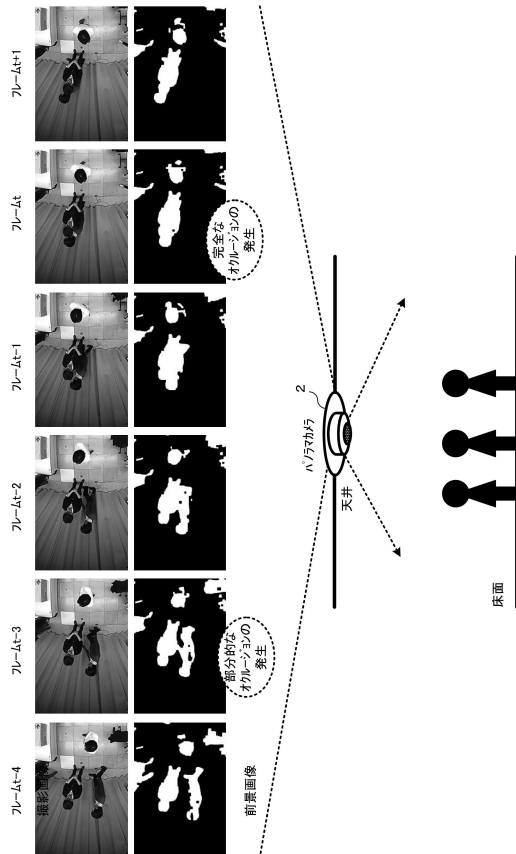 フレームt-4
フレームt-3
フレームt-2
フレームt-1
フレームt
フレームt+1
撮影画像
前景画像
部分的な
オクルージョンの
発生
完全な
オクルージョンの
発生
パノラマカメラ
2
天井
床面